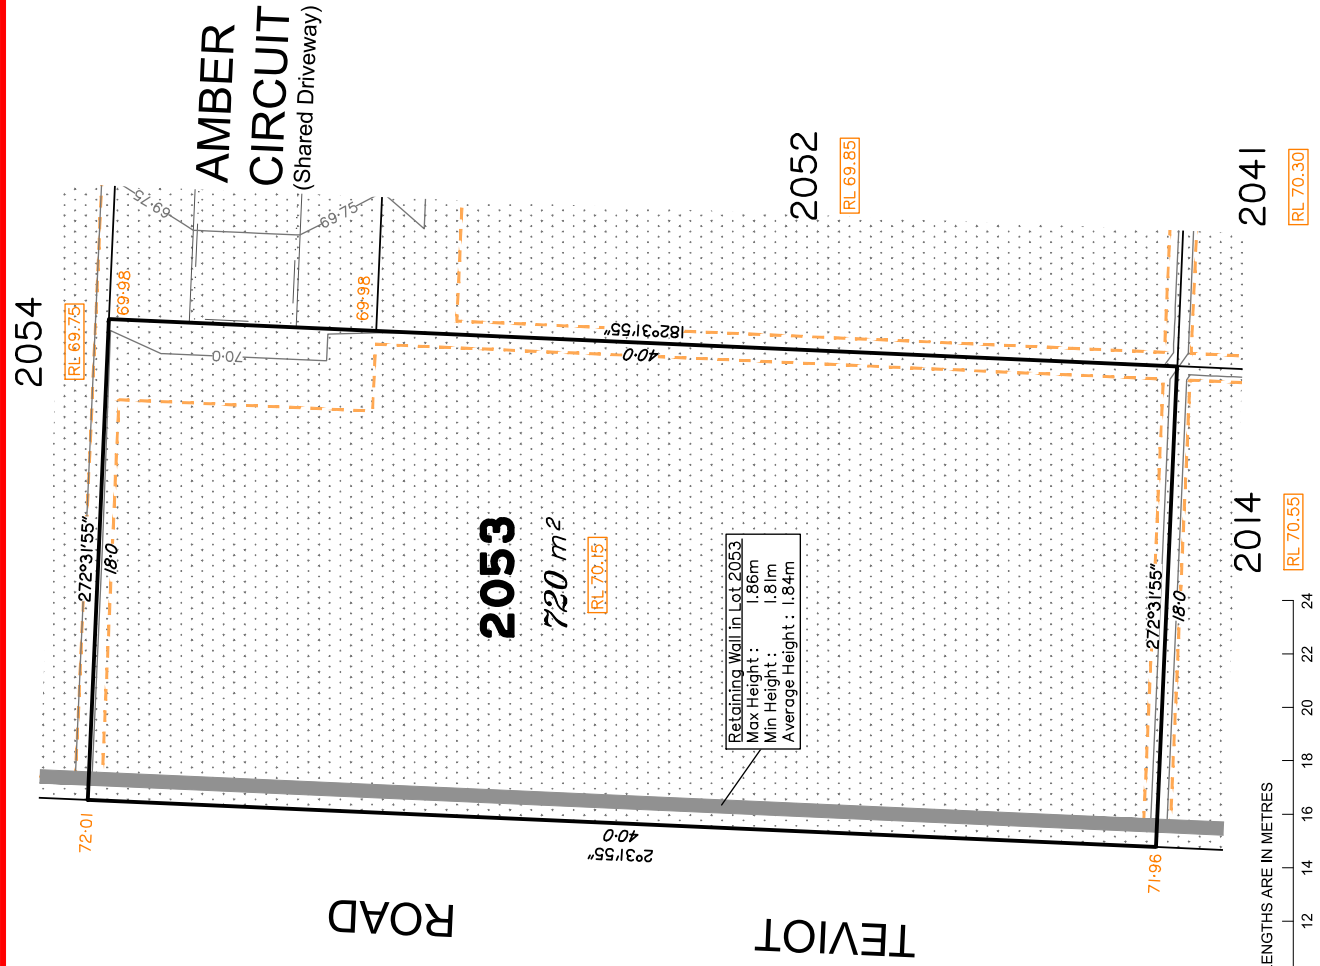 AMBER
CIRCUIT
(Shared Driveway)
2054
RL 69.75
69·98
69·98
69·75
69·75
70·0
2052
RL 69.85
2041
RL 70.30
182°31'55"
40·0
272°31'55"
18·0
2053
720 m²
RL 70.15
Retaining Wall in Lot 2053
Max Height : 1.86m
Min Height : 1.81m
Average Height : 1.84m
272°31'55"
18·0
2014
RL 70.55
72·01
40·0
2°31'55"
71·96
TEVIOT
ROAD
LENGTHS ARE IN METRES
12 14 16 18 20 22 24